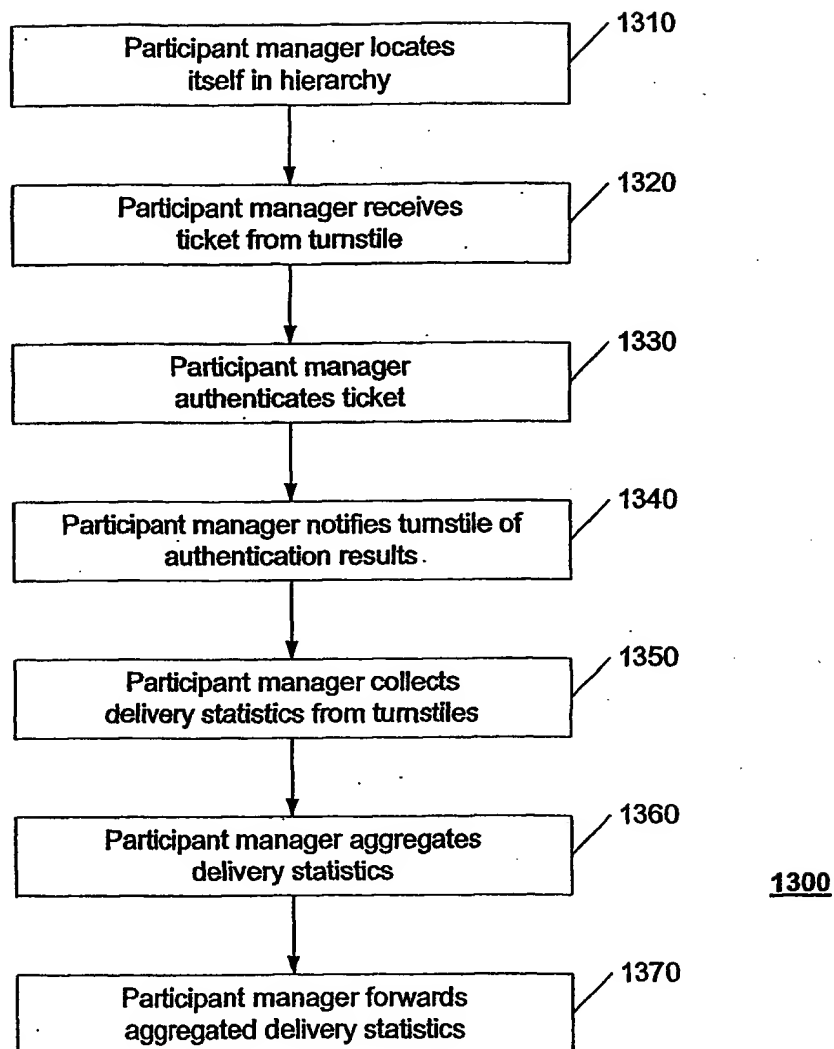 1310
Participant manager locates
itself in hierarchy
1320
Participant manager receives
ticket from turnstile
1330
Participant manager
authenticates ticket
1340
Participant manager notifies turnstile of
authentication results
1350
Participant manager collects
delivery statistics from turnstiles
1360
Participant manager aggregates
delivery statistics
1300
1370
Participant manager forwards
aggregated delivery statistics